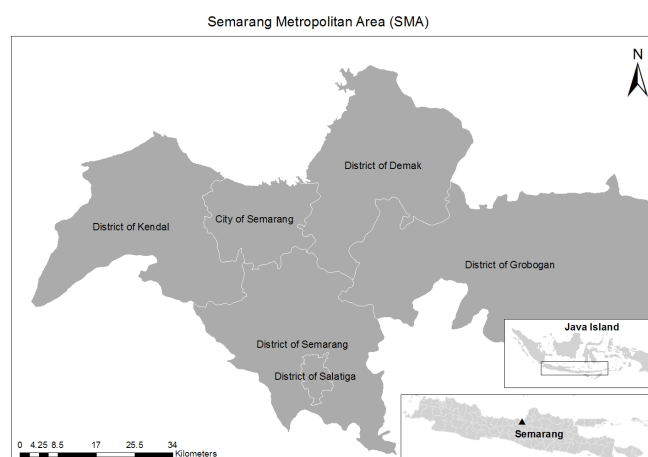 Semarang Metropolitan Area (SMA)
N
District of Demak
District of Kendal
City of Semarang
District of Grobogan
Java Island
District of Semarang
District of Salatiga
Semarang
0 4.25 8.5 17 25.5 34
Kilometers